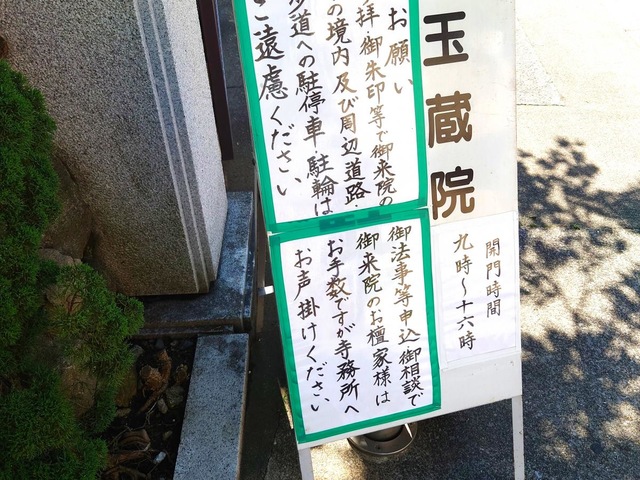 玉蔵院
開門時間
九時〜十六時
お願い
拝・御朱印等で御来院の
の境内及び周辺道路・
歩道への駐停車・駐輪は
ご遠慮ください
御法事等申込御相談で
御来院のお檀家様は
お手数ですが寺務所へ
お声掛けください